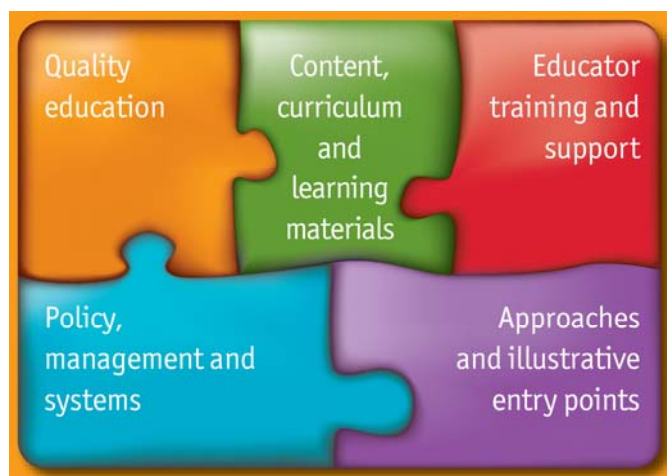 Quality
education
Content,
curriculum
and
learning
materials
Educator
training and
support
Policy,
management and
systems
Approaches
and illustrative
entry points